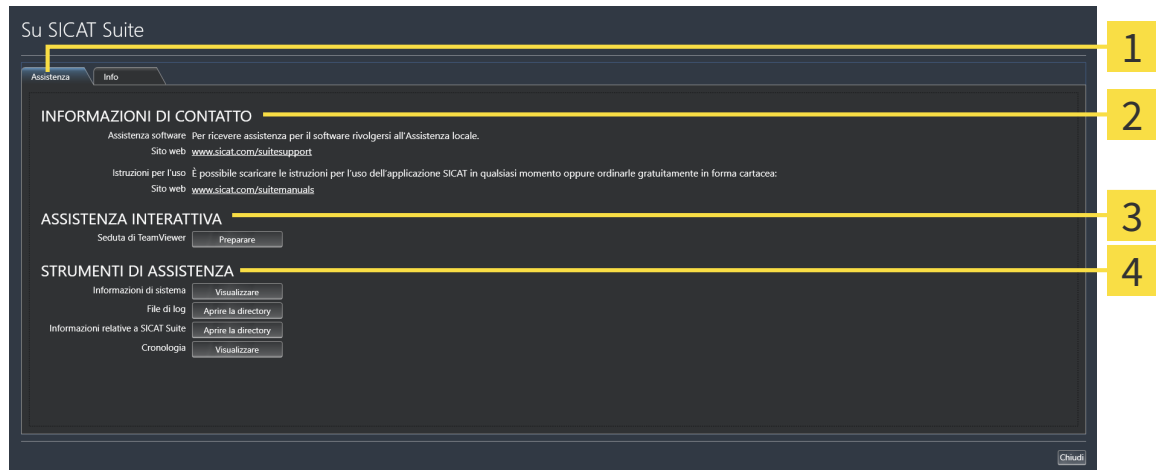 Su SICAT Suite
1
Assistenza
Info
INFORMAZIONI DI CONTATTO
2
Assistenza software Per ricevere assistenza per il software rivolgersi all'Assistenza locale.
Sito web www.sicat.com/suitesupport
Istruzioni per l'uso È possibile scaricare le istruzioni per l'uso dell'applicazione SICAT in qualsiasi momento oppure ordinarle gratuitamente in forma cartacea:
Sito web www.sicat.com/suitemanuals
ASSISTENZA INTERATTIVA
3
Seduta di TeamViewer Preparare
STRUMENTI DI ASSISTENZA
4
Informazioni di sistema Visualizzare
File di log Aprire la directory
Informazioni relative a SICAT Suite Aprire la directory
Cronologia Visualizzare
Chiudi